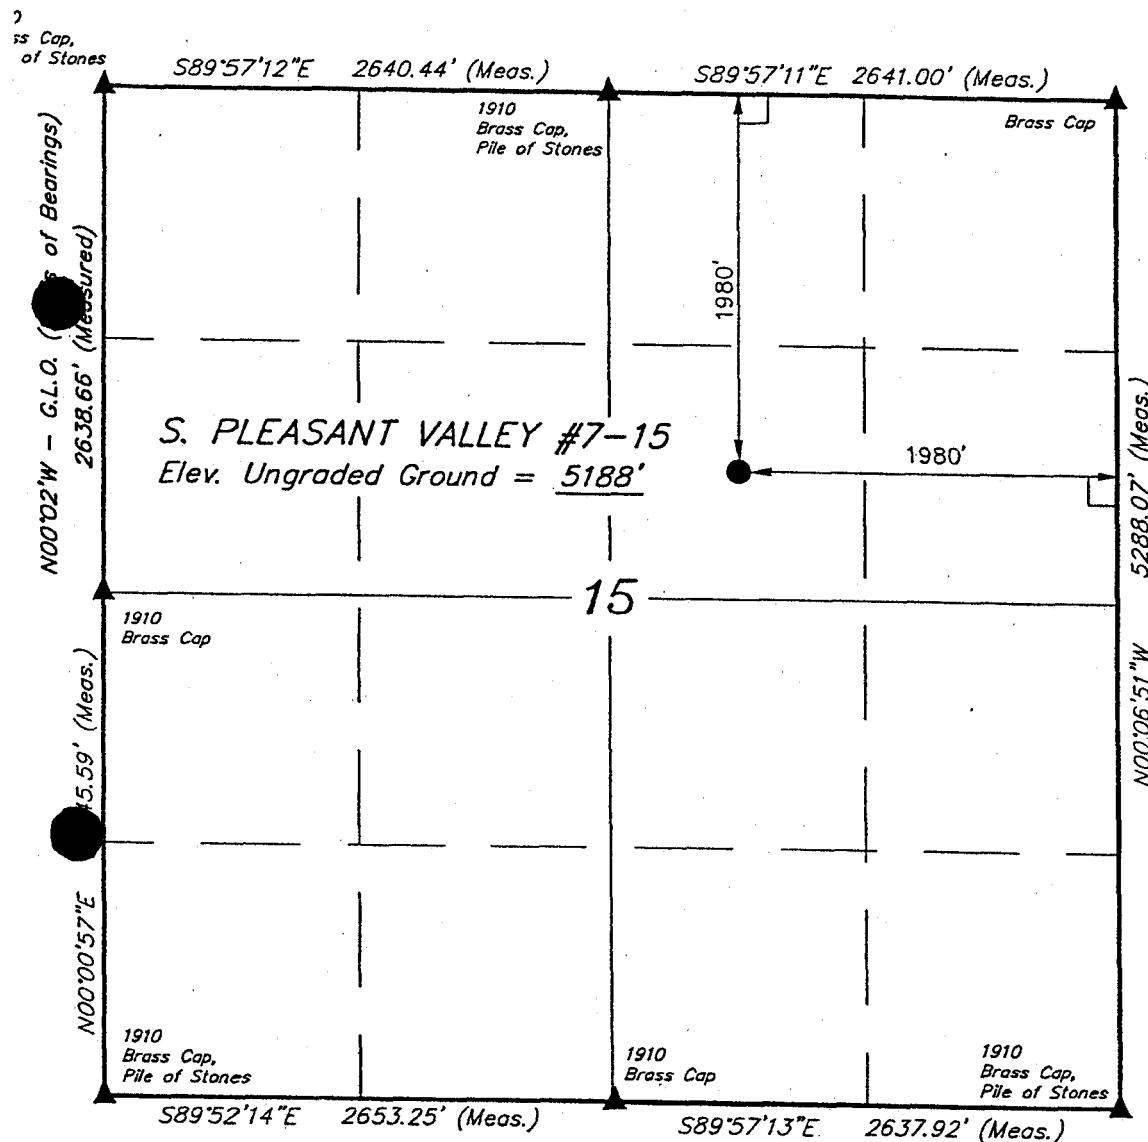 ss Cap,
of Stones
S89°57'12"E 2640.44' (Meas.)
S89°57'11"E 2641.00' (Meas.)
1910
Brass Cap,
Pile of Stones
Brass Cap
N00°02'W - G.L.O. ( of Bearings)
2638.66' (Measured)
1980'
S. PLEASANT VALLEY #7-15
Elev. Ungraded Ground = 5188'
1980'
5288.07' (Meas.)
N00°06'51"W
15
1910
Brass Cap
45.59' (Meas.)
N00°00'57"E
1910
Brass Cap,
Pile of Stones
1910
Brass Cap
1910
Brass Cap,
Pile of Stones
S89°52'14"E 2653.25' (Meas.)
S89°57'13"E 2637.92' (Meas.)